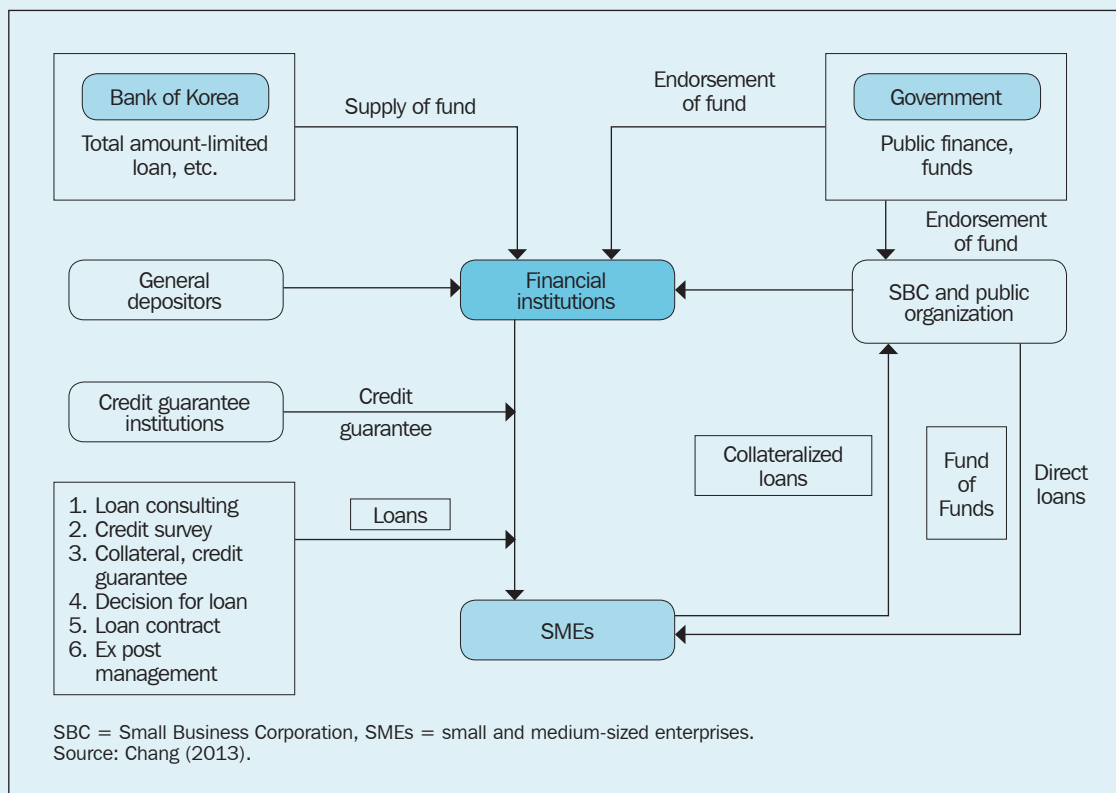 Bank of Korea
Total amount-limited
loan, etc.
Supply of fund
Endorsement
of fund
Government
Public finance,
funds
Endorsement
of fund
General
depositors
Financial
institutions
SBC and public
organization
Credit guarantee
institutions
Credit
guarantee
Collateralized
loans
Fund
of
Funds
Direct
loans
1. Loan consulting
2. Credit survey
3. Collateral, credit
guarantee
4. Decision for loan
5. Loan contract
6. Ex post
management
Loans
SMEs
SBC = Small Business Corporation, SMEs = small and medium-sized enterprises.
Source: Chang (2013).